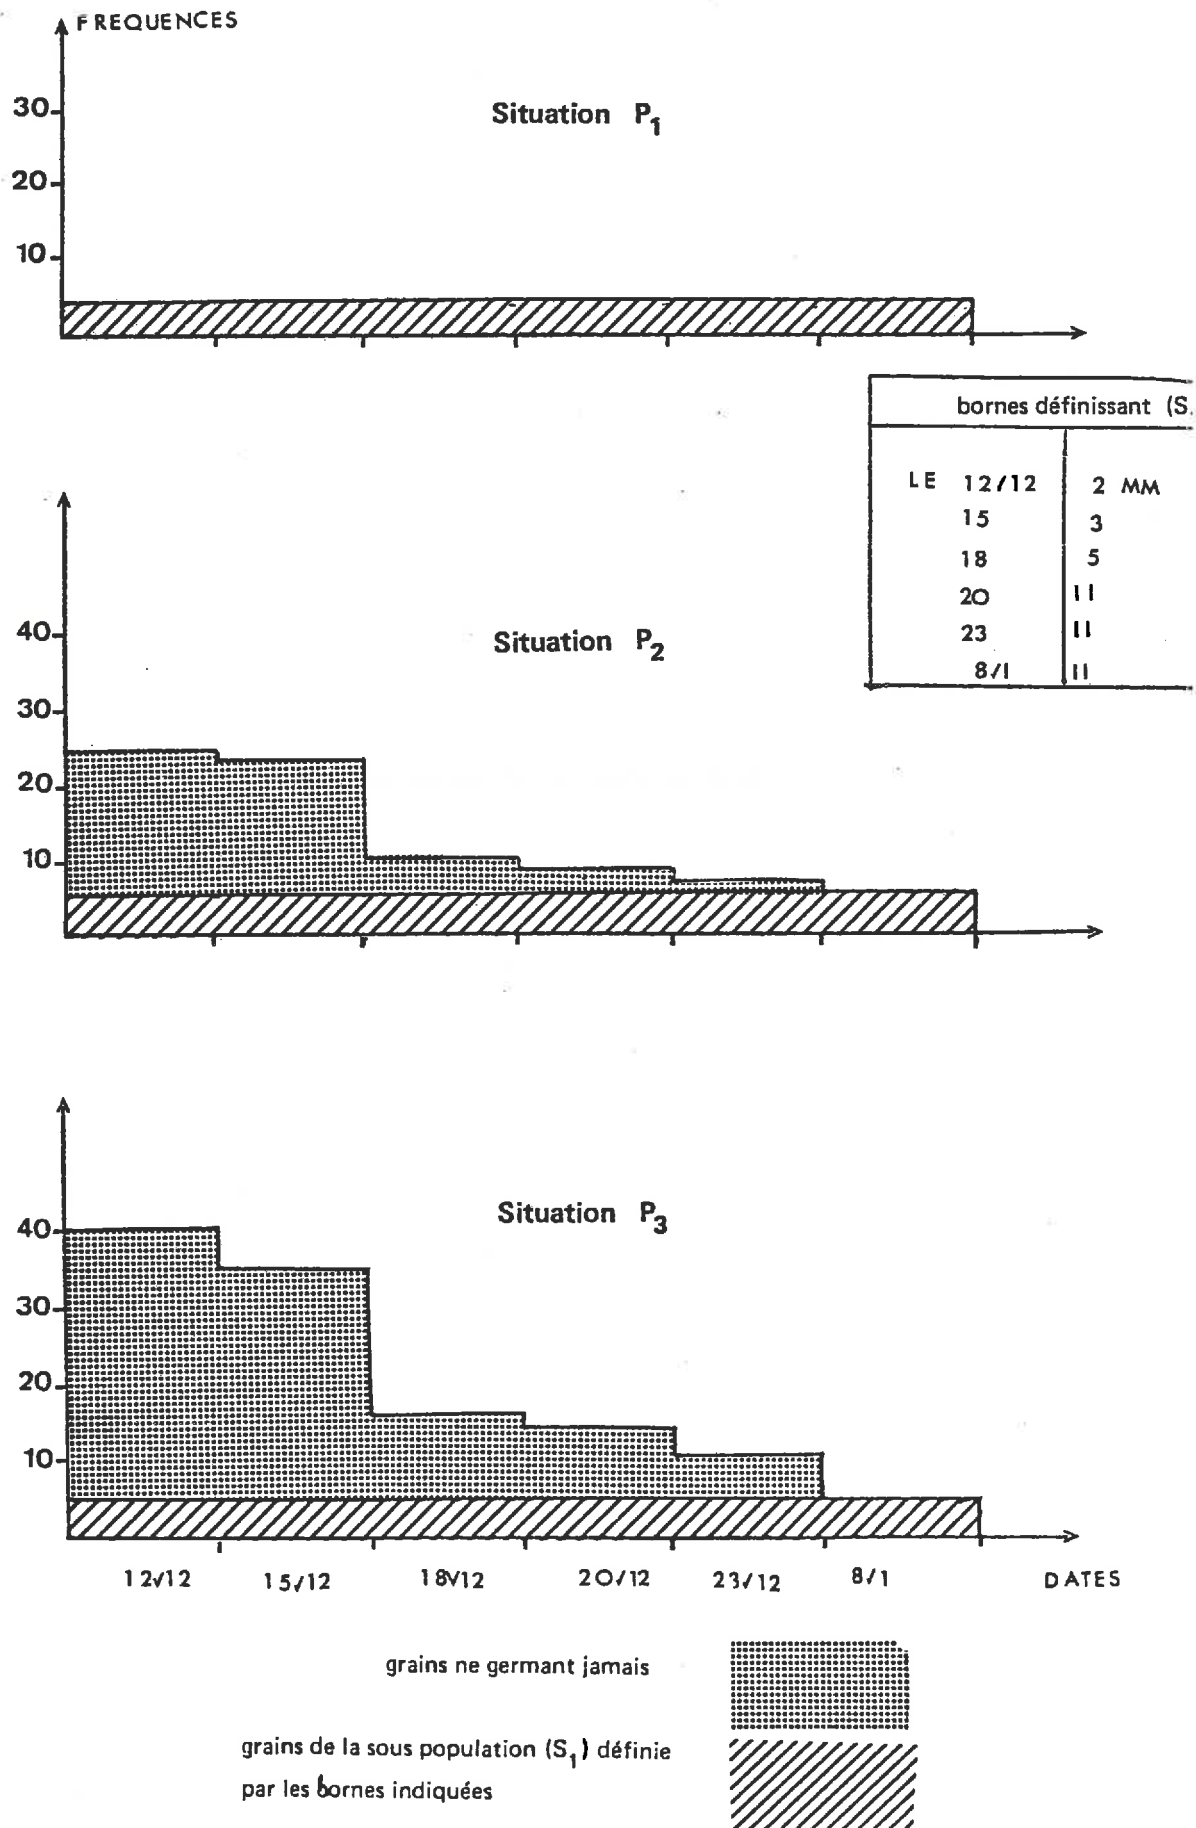 FREQUENCES
30
Situation P1
20
10
bornes définissant (S.
LE 12/12 2 MM
15 3
18 5
20 11
23 11
8/1 11
40
Situation P2
30
20
10
40
Situation P3
30
20
10
12/12 15/12 18/12 20/12 23/12 8/1 DATES
grains ne germant jamais
grains de la sous population (S1) définie
par les bornes indiquées